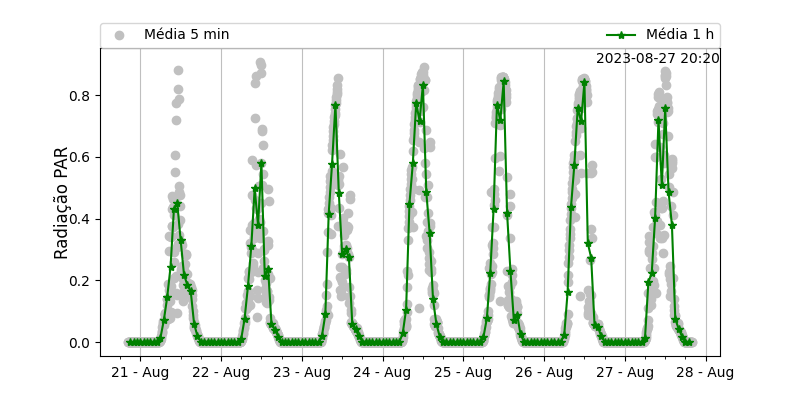 Média 5 min
Média 1 h
2023-08-27 20:20
Radiação PAR
0.8
0.6
0.4
0.2
0.0
21 - Aug 22 - Aug 23 - Aug 24 - Aug 25 - Aug 26 - Aug 27 - Aug 28 - Aug